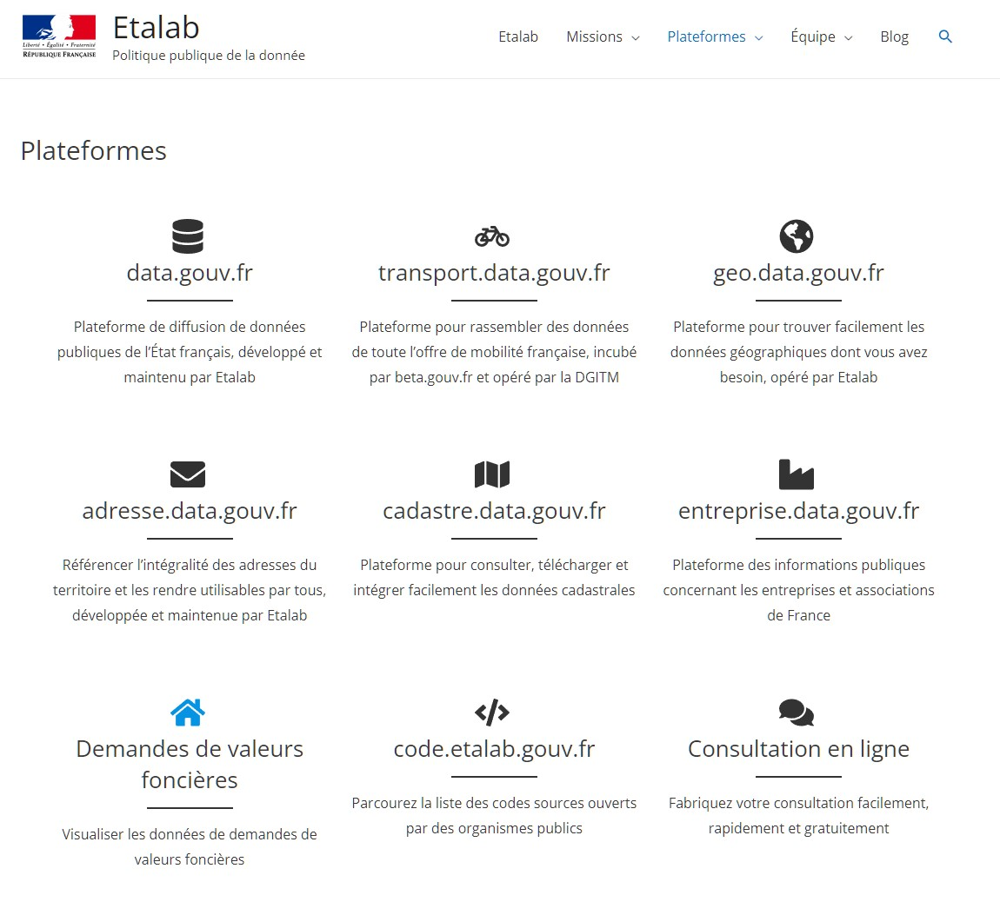 Liberté • Égalité • Fraternité
RÉPUBLIQUE FRANÇAISE
Etalab
Politique publique de la donnée
Etalab
Missions
Plateformes
Équipe
Blog
Plateformes
data.gouv.fr
Plateforme de diffusion de données
publiques de l’État français, développé et
maintenu par Etalab
transport.data.gouv.fr
Plateforme pour rassembler des données
de toute l’offre de mobilité française, incubé
par beta.gouv.fr et opéré par la DGITM
geo.data.gouv.fr
Plateforme pour trouver facilement les
données géographiques dont vous avez
besoin, opéré par Etalab
adresse.data.gouv.fr
Référencer l’intégralité des adresses du
territoire et les rendre utilisables par tous,
développée et maintenue par Etalab
cadastre.data.gouv.fr
Plateforme pour consulter, télécharger et
intégrer facilement les données cadastrales
entreprise.data.gouv.fr
Plateforme des informations publiques
concernant les entreprises et associations
de France
Demandes de valeurs
foncières
Visualiser les données de demandes de
valeurs foncières
code.etalab.gouv.fr
Parcourez la liste des codes sources ouverts
par des organismes publics
Consultation en ligne
Fabriquez votre consultation facilement,
rapidement et gratuitement